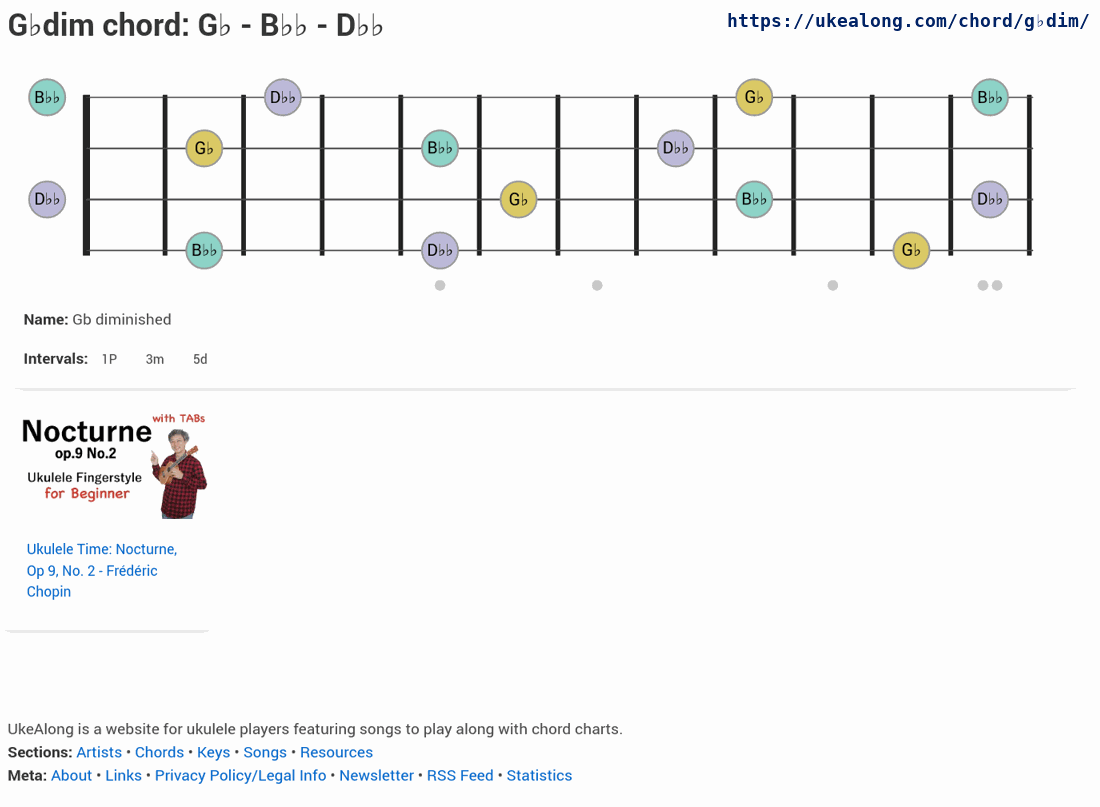 G♭dim chord: G♭ - B♭♭ - D♭♭
https://ukealong.com/chord/g♭dim/
B♭♭ D♭♭ G♭ B♭♭
G♭ B♭♭ D♭♭
D♭♭ G♭ B♭♭ D♭♭
B♭♭ D♭♭ G♭
Name: Gb diminished
Intervals: 1P 3m 5d
with TABs
Nocturne
op.9 No.2
Ukulele Fingerstyle
for Beginner
Ukulele Time: Nocturne,
Op 9, No. 2 - Frédéric
Chopin
UkeAlong is a website for ukulele players featuring songs to play along with chord charts.
Sections: Artists • Chords • Keys • Songs • Resources
Meta: About • Links • Privacy Policy/Legal Info • Newsletter • RSS Feed • Statistics